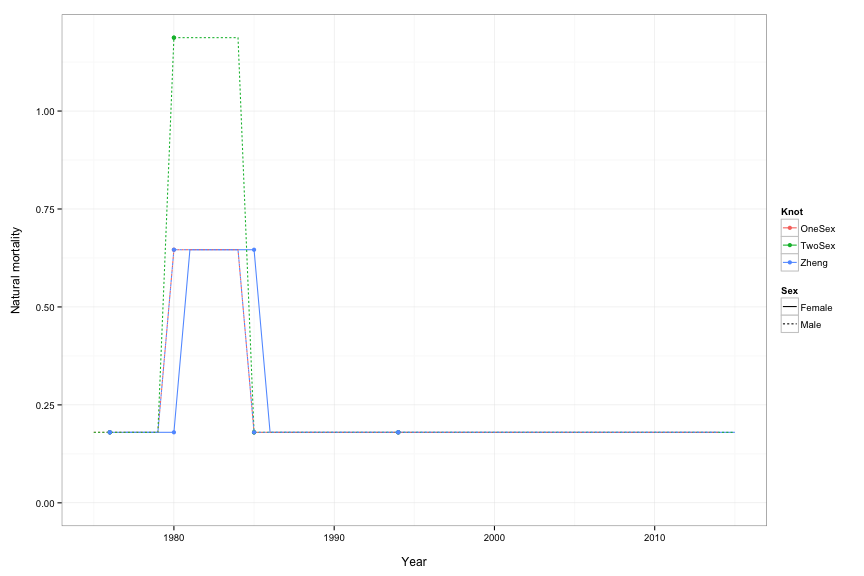 Natural mortality
1.00
0.75
0.50
0.25
0.00
1980 1990 2000 2010
Year
Knot
OneSex
TwoSex
Zheng
Sex
Female
Male